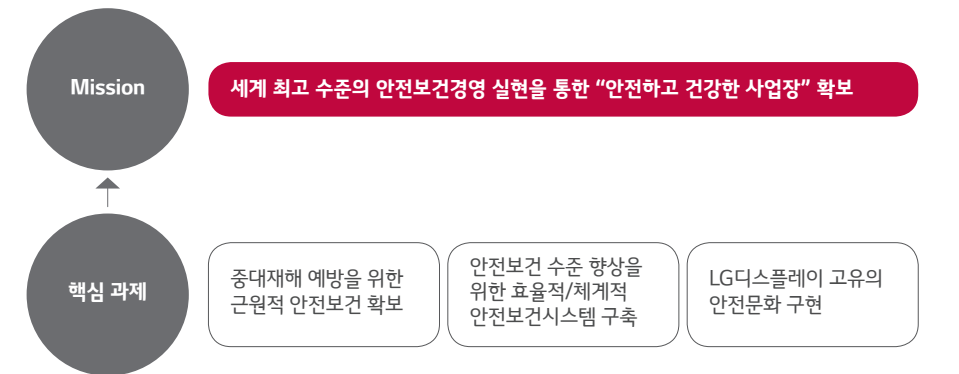 Mission
세계 최고 수준의 안전보건경영 실현을 통한 “안전하고 건강한 사업장” 확보
핵심 과제
중대재해 예방을 위한
근원적 안전보건 확보
안전보건 수준 향상을
위한 효율적/체계적
안전보건시스템 구축
LG디스플레이 고유의
안전문화 구현